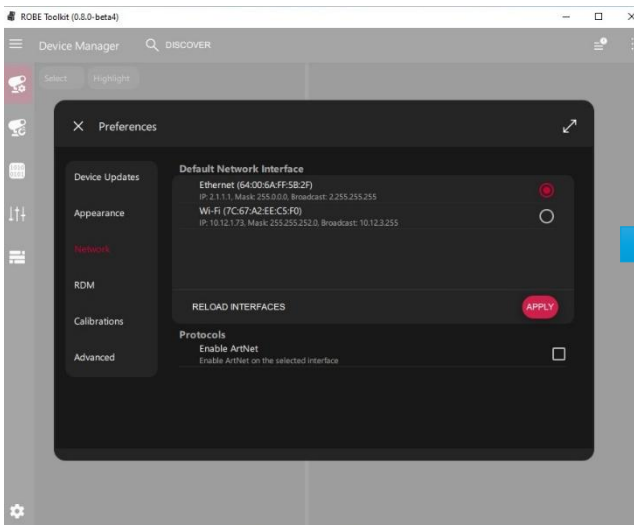 ROBE Toolkit (0.8.0-beta4)
Device Manager DISCOVER
Select Highlight
Preferences
Device Updates
Appearance
Network
RDM
Calibrations
Advanced
Default Network Interface
Ethernet (64:00:6A:FF:5B:2F)
IP: 2.1.1.1, Mask: 255.0.0.0, Broadcast: 2.255.255.255
Wi-Fi (7C:67:A2:EE:C5:F0)
IP: 10.12.1.73, Mask: 255.255.252.0, Broadcast: 10.12.3.255
RELOAD INTERFACES APPLY
Protocols
Enable ArtNet
Enable ArtNet on the selected interface